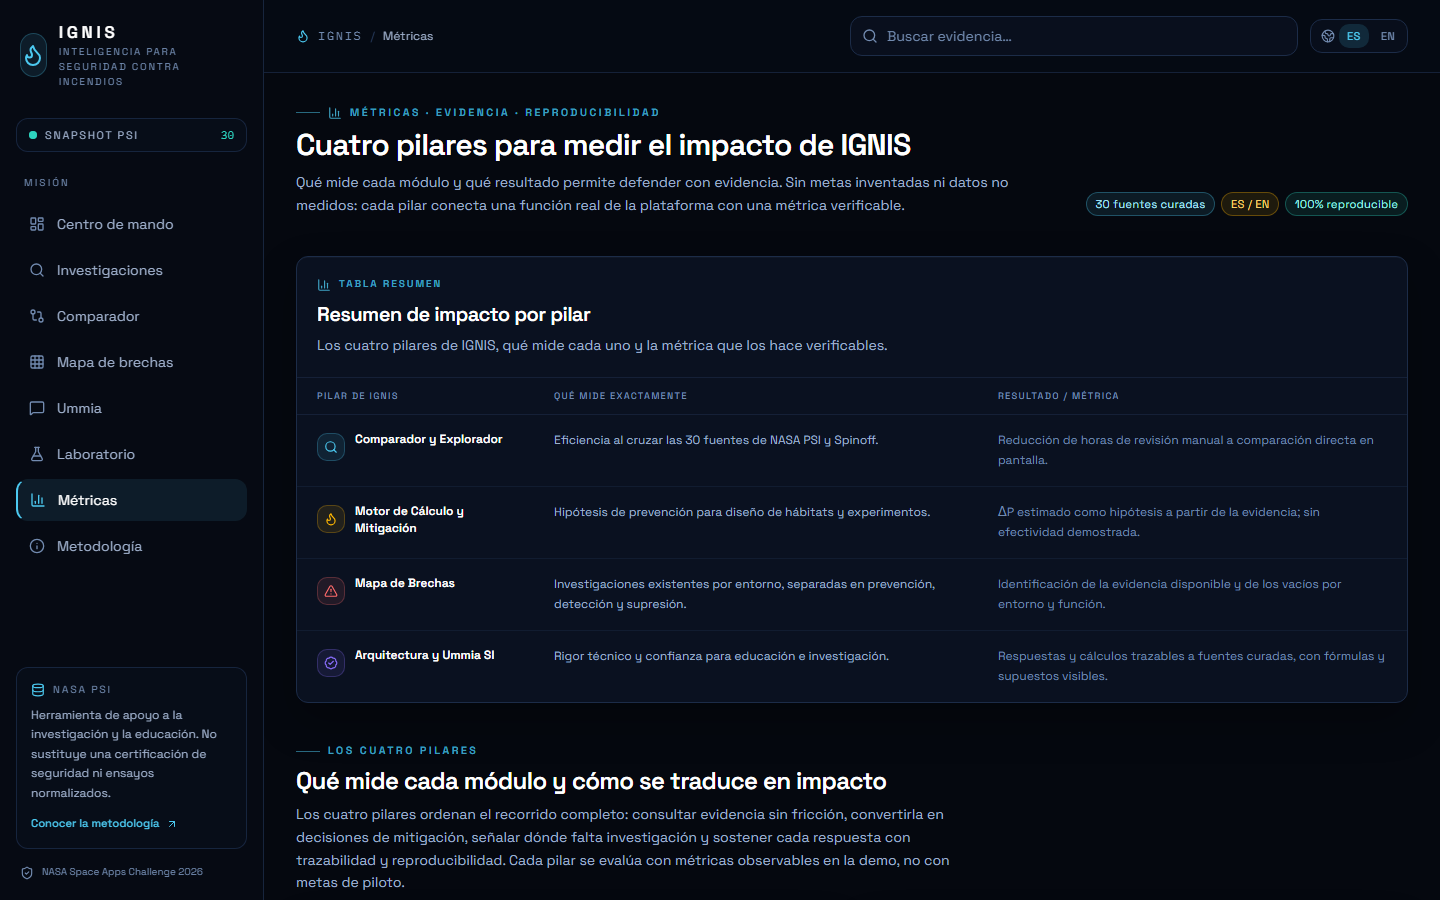 IGNIS
INTELIGENCIA PARA
SEGURIDAD CONTRA
INCENDIOS
SNAPSHOT PSI 30
MISIÓN
Centro de mando
Investigaciones
Comparador
Mapa de brechas
Ummia
Laboratorio
Métricas
Metodología
NASA PSI
Herramienta de apoyo a la
investigación y la educación. No
sustituye una certificación de
seguridad ni ensayos
normalizados.
Conocer la metodología
NASA Space Apps Challenge 2026
IGNIS / Métricas
Buscar evidencia...
ES EN
MÉTRICAS · EVIDENCIA · REPRODUCIBILIDAD
Cuatro pilares para medir el impacto de IGNIS
Qué mide cada módulo y qué resultado permite defender con evidencia. Sin metas inventadas ni datos no
medidos: cada pilar conecta una función real de la plataforma con una métrica verificable.
30 fuentes curadas ES / EN 100% reproducible
TABLA RESUMEN
Resumen de impacto por pilar
Los cuatro pilares de IGNIS, qué mide cada uno y la métrica que los hace verificables.
PILAR DE IGNIS QUÉ MIDE EXACTAMENTE RESULTADO / MÉTRICA
Comparador y Explorador Eficiencia al cruzar las 30 fuentes de NASA PSI y Spinoff. Reducción de horas de revisión manual a comparación directa en
pantalla.
Motor de Cálculo y Hipótesis de prevención para diseño de hábitats y experimentos. ΔP estimado como hipótesis a partir de la evidencia; sin
Mitigación efectividad demostrada.
Mapa de Brechas Investigaciones existentes por entorno, separadas en prevención, Identificación de la evidencia disponible y de los vacíos por
detección y supresión. entorno y función.
Arquitectura y Ummia SI Rigor técnico y confianza para educación e investigación. Respuestas y cálculos trazables a fuentes curadas, con fórmulas y
supuestos visibles.
LOS CUATRO PILARES
Qué mide cada módulo y cómo se traduce en impacto
Los cuatro pilares ordenan el recorrido completo: consultar evidencia sin fricción, convertirla en
decisiones de mitigación, señalar dónde falta investigación y sostener cada respuesta con
trazabilidad y reproducibilidad. Cada pilar se evalúa con métricas observables en la demo, no con
metas de piloto.